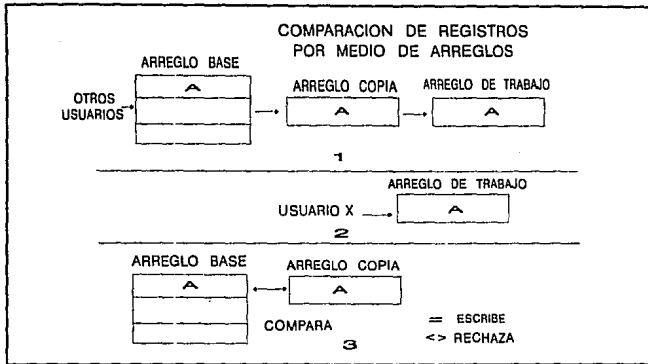 COMPARACION DE REGISTROS
POR MEDIO DE ARREGLOS
ARREGLO BASE
A
OTROS
USUARIOS
ARREGLO COPIA
A
ARREGLO DE TRABAJO
A
1
ARREGLO DE TRABAJO
USUARIO X
A
2
ARREGLO BASE
A
ARREGLO COPIA
A
COMPARA
= ESCRIBE
<> RECHAZA
3